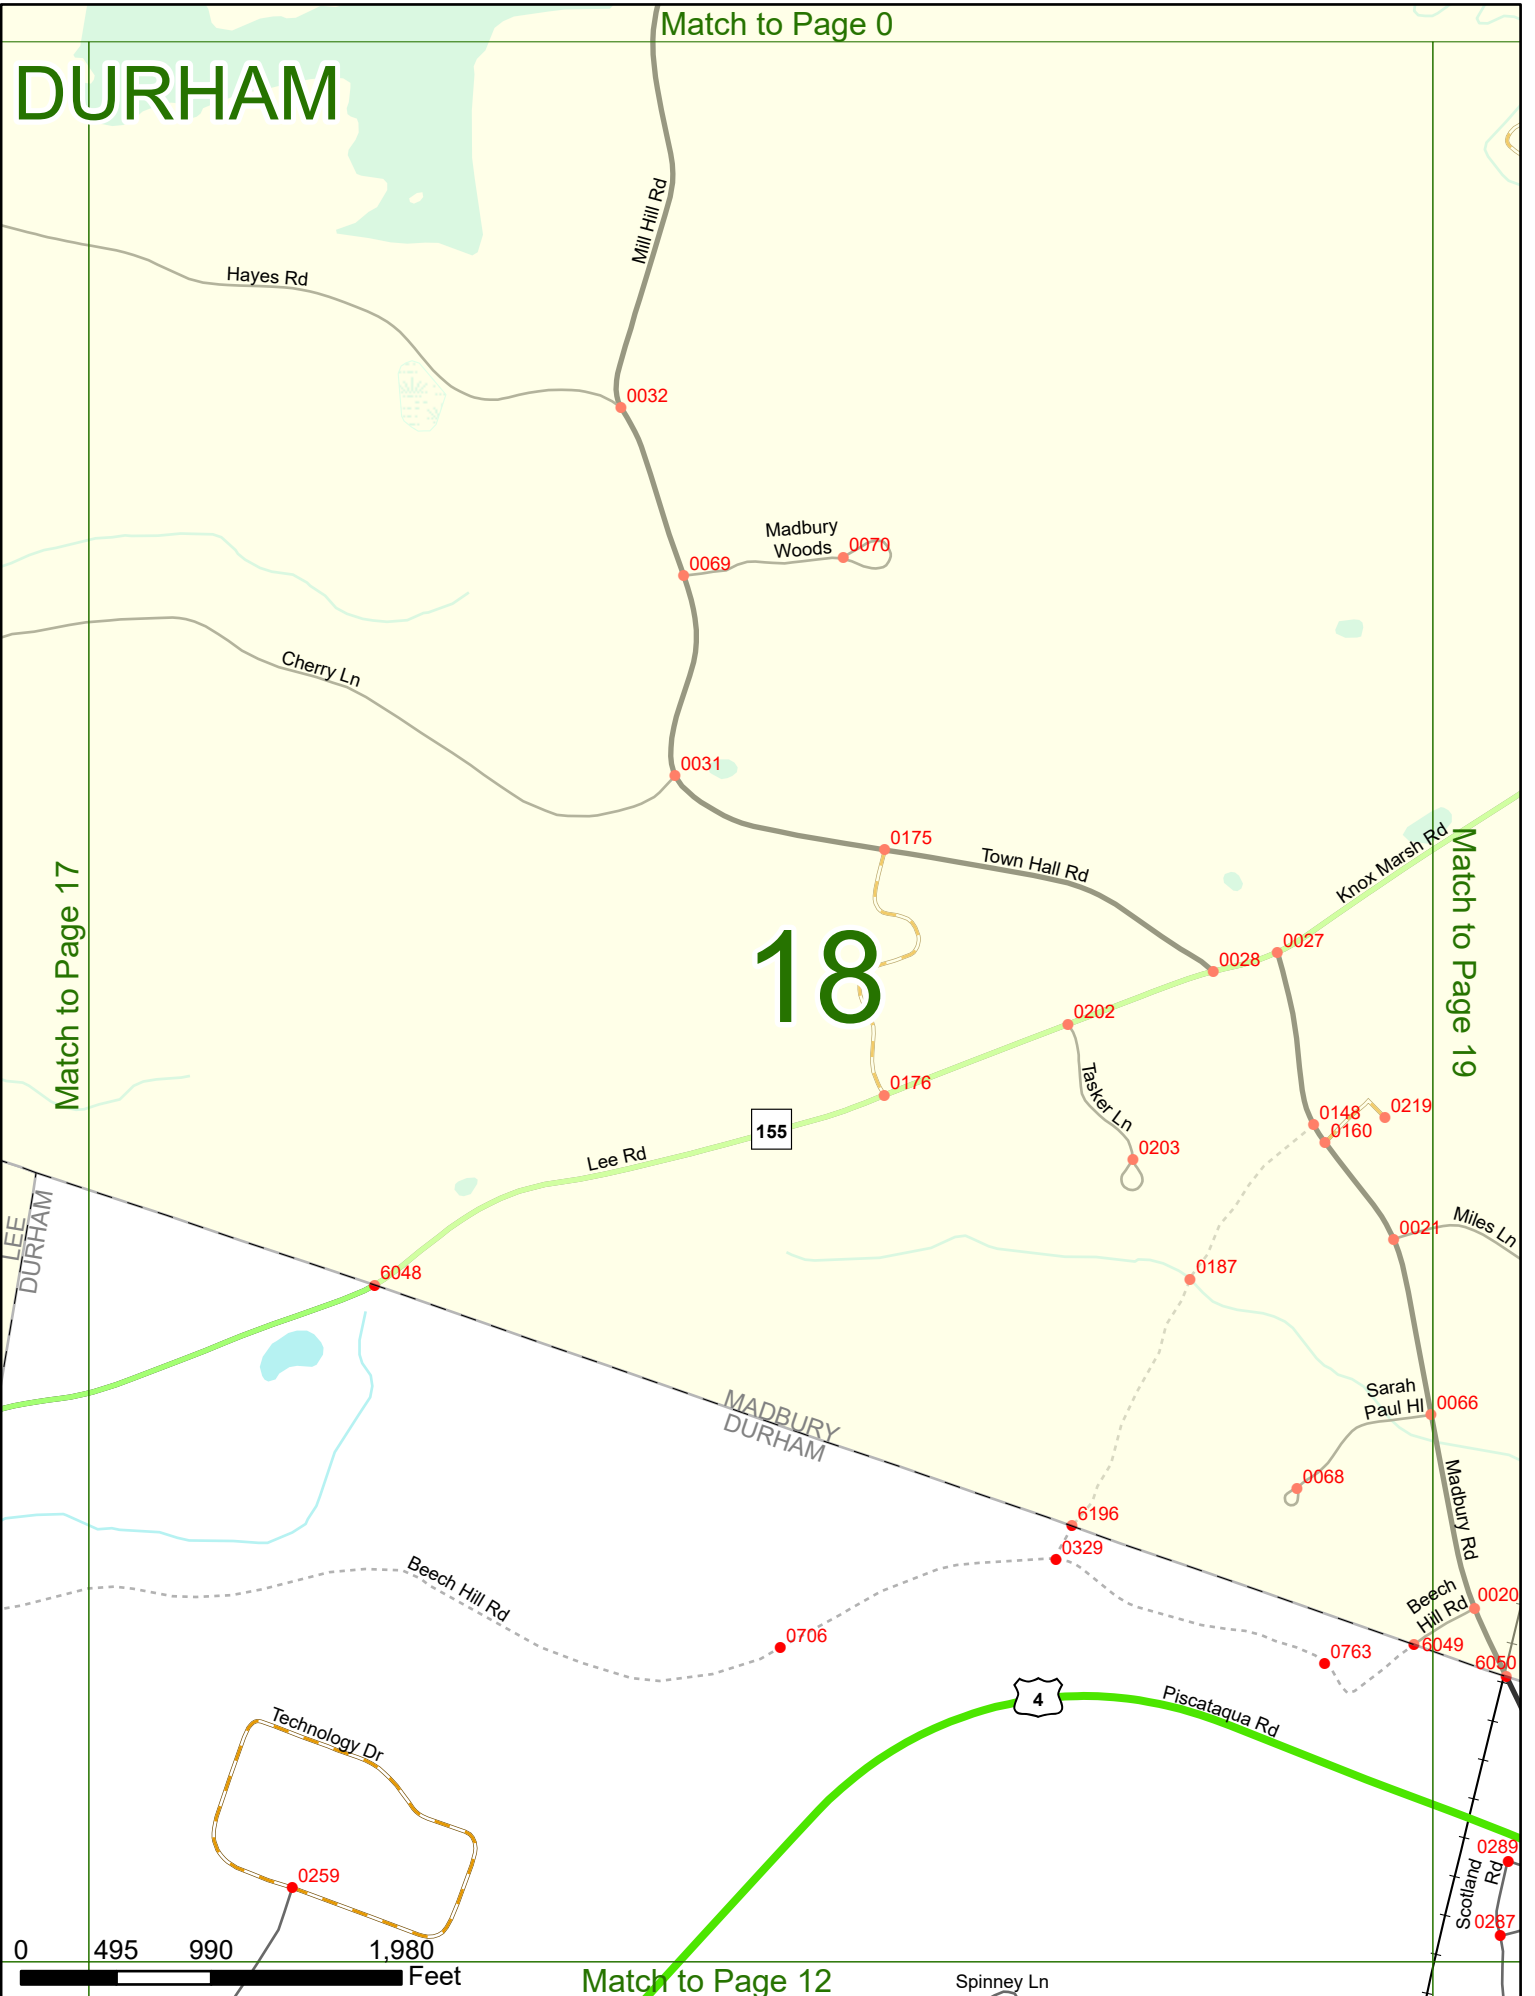 Match to Page 0
DURHAM
Mill Hill Rd
Hayes Rd
0032
Madbury
Woods
0070
0069
Cherry Ln
0031
0175
Town Hall Rd
Knox Marsh Rd
Match to Page 17
Match to Page 19
18
0027
0028
0202
0176
Tasker Ln
0219
0148
0160
155
0203
Lee Rd
Miles Ln
0021
LEE
DURHAM
6048
0187
MADBURY
DURHAM
Sarah
Paul Hl
0066
0068
Madbury Rd
6196
0329
Beech Hill Rd
Beech
Hill Rd
0020
0706
0763
6049
6050
4
Piscataqua Rd
Technology Dr
0289
Scotland
Rd
0259
0287
0 495 990 1,980
Feet
Match to Page 12
Spinney Ln